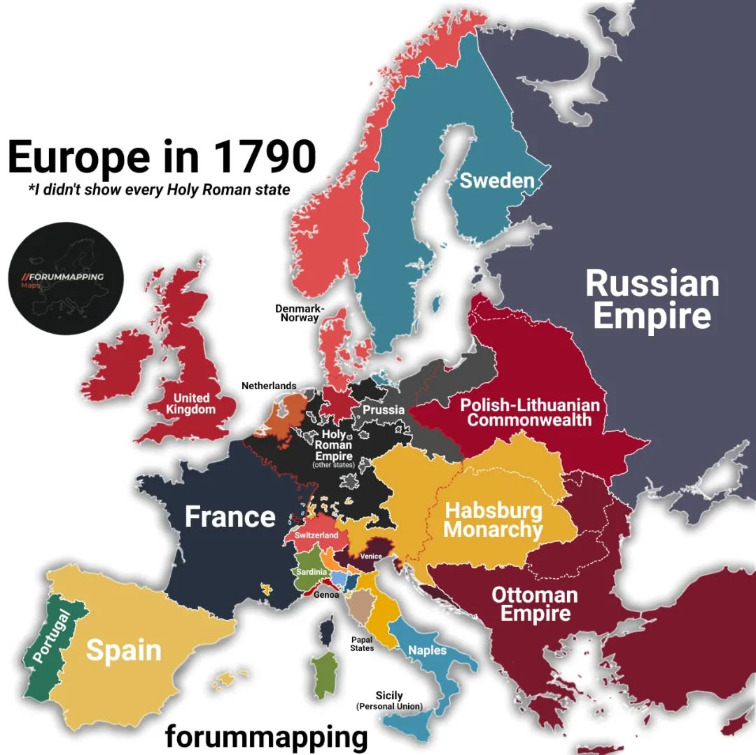 Europe in 1790
*I didn't show every Holy Roman state
//FORUMMAPPING
Maps
Sweden
Russian
Empire
Denmark-
Norway
Netherlands
United
Kingdom
Prussia
Polish-Lithuanian
Commonwealth
Holy
Roman
Empire
(other states)
France
Habsburg
Monarchy
Switzerland
Venice
Sardinia
Genoa
Ottoman
Empire
Portugal
Spain
Papal
States
Naples
Sicily
(Personal Union)
forummapping